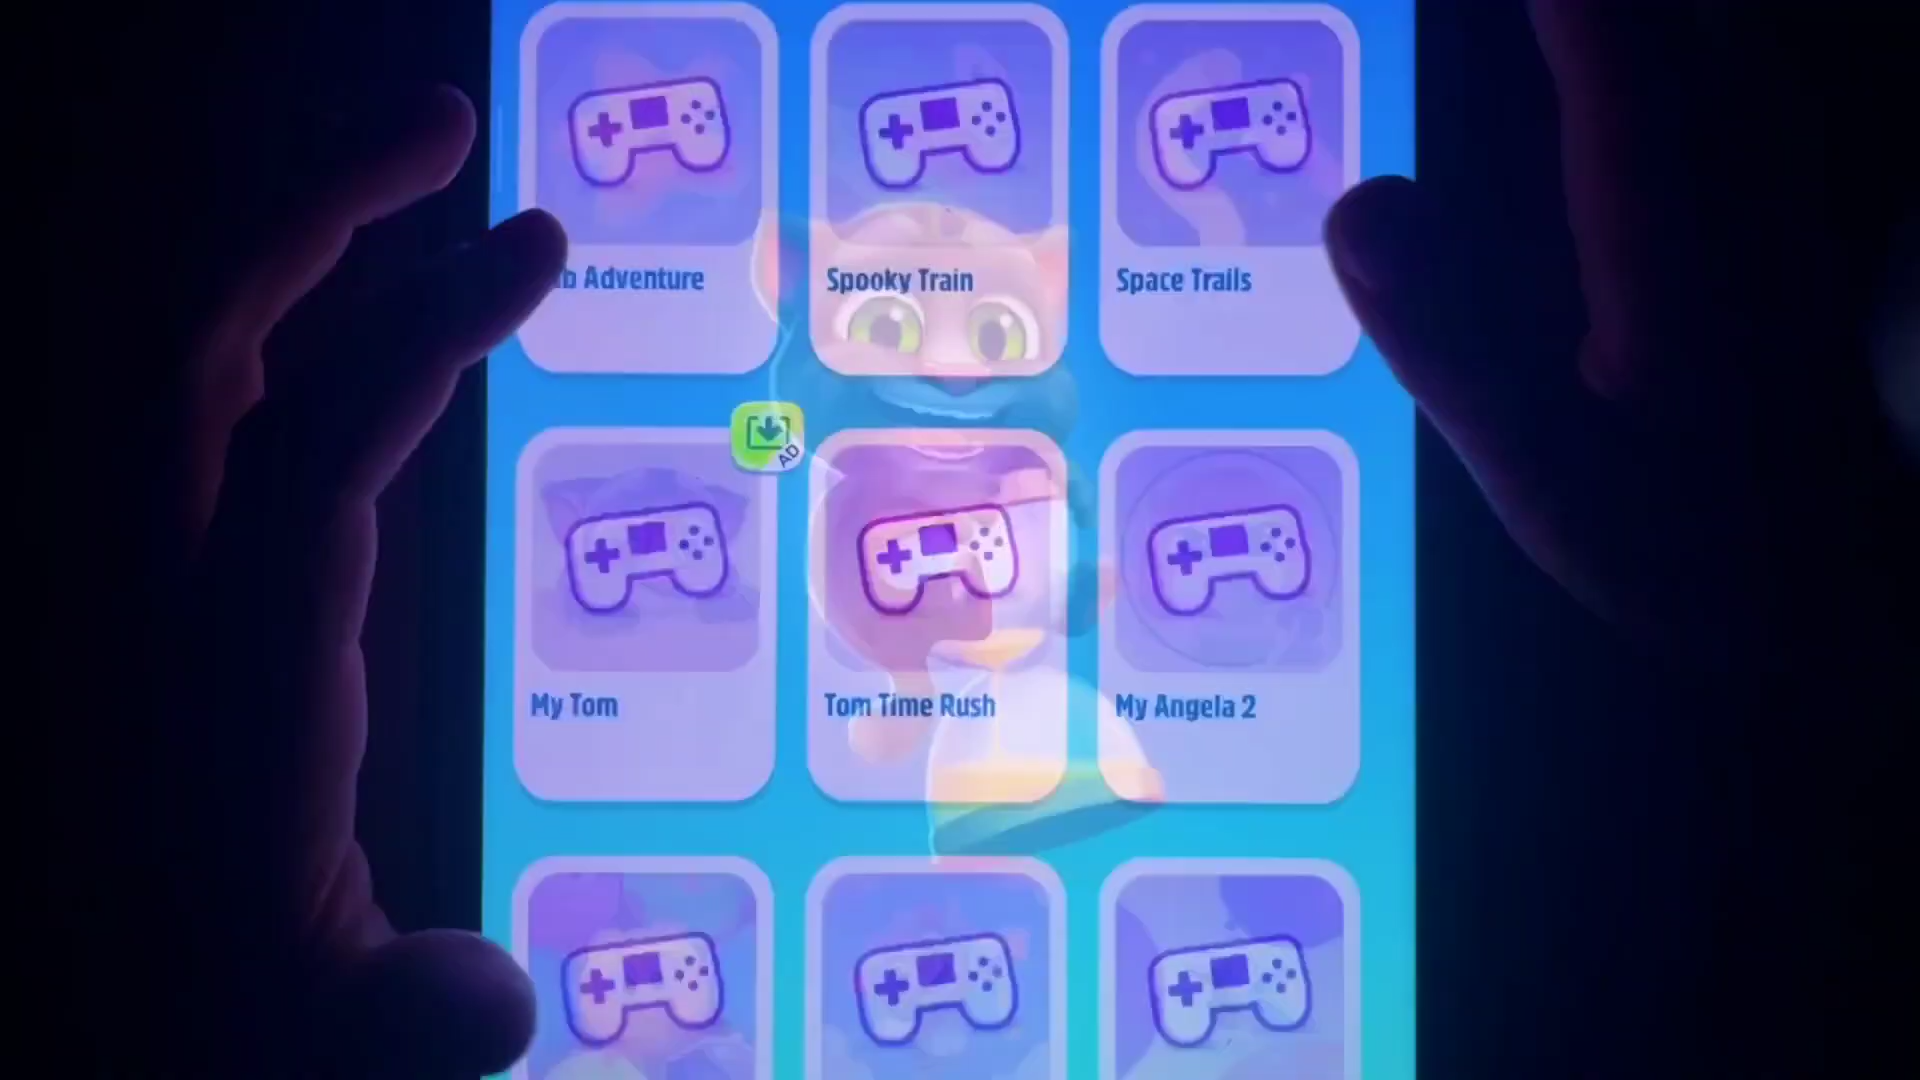 Adventure
Spooky Train
Space Trails
AD
My Tom
Tom Time Rush
My Angela 2